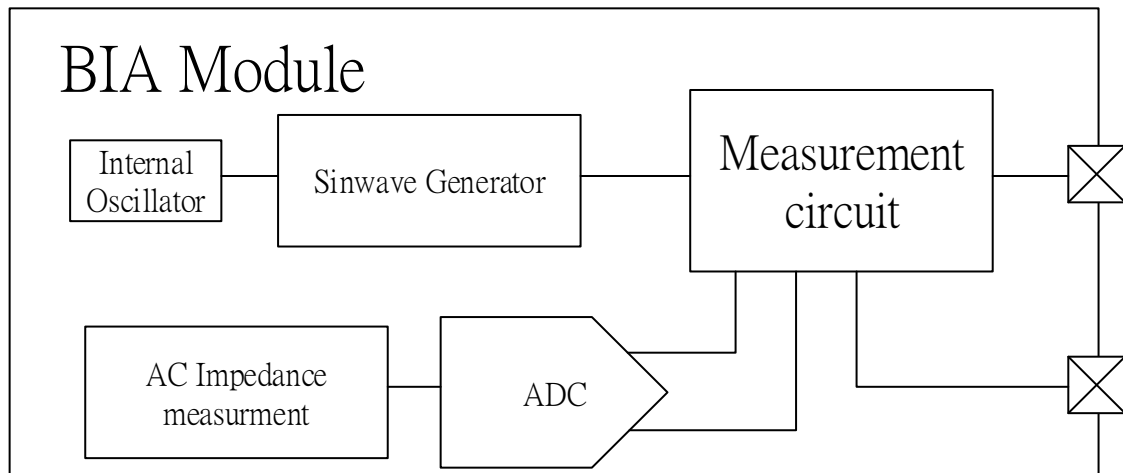 BIA Module
Internal
Oscillator
Sinwave Generator
Measurement
circuit
AC Impedance
measurment
ADC